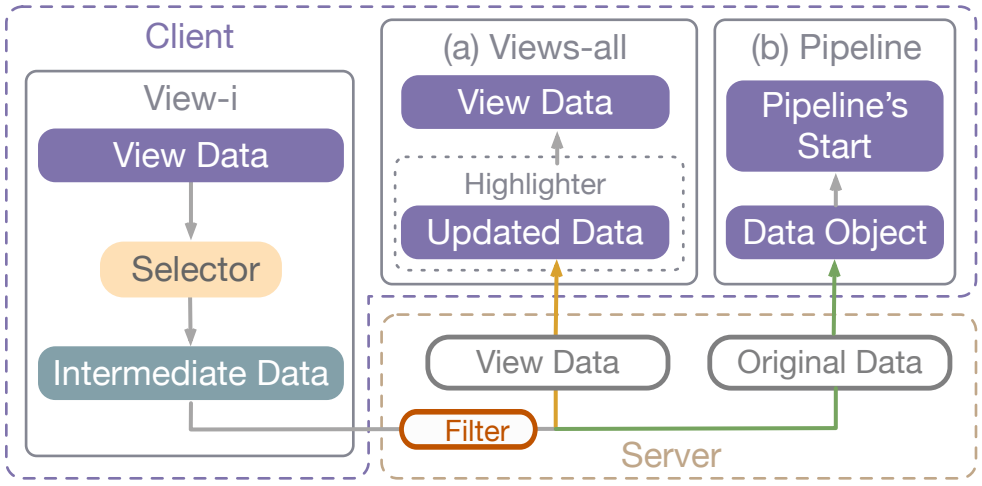 Client
View-i
View Data
Selector
Intermediate Data
(a) Views-all
View Data
Highlighter
Updated Data
(b) Pipeline
Pipeline’s
Start
Data Object
View Data
Original Data
Filter
Server